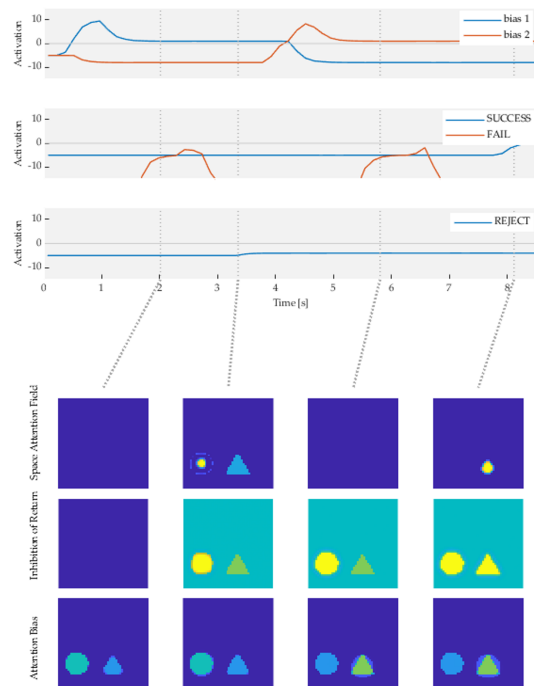 Activation
10
0
-10
bias 1
bias 2
Activation
10
0
-10
SUCCESS
FAIL
Activation
10
0
-10
REJECT
0 1 2 3 4 5 6 7 8
Time [s]
Space Attention Field
Inhibition of Return
Attention Bias